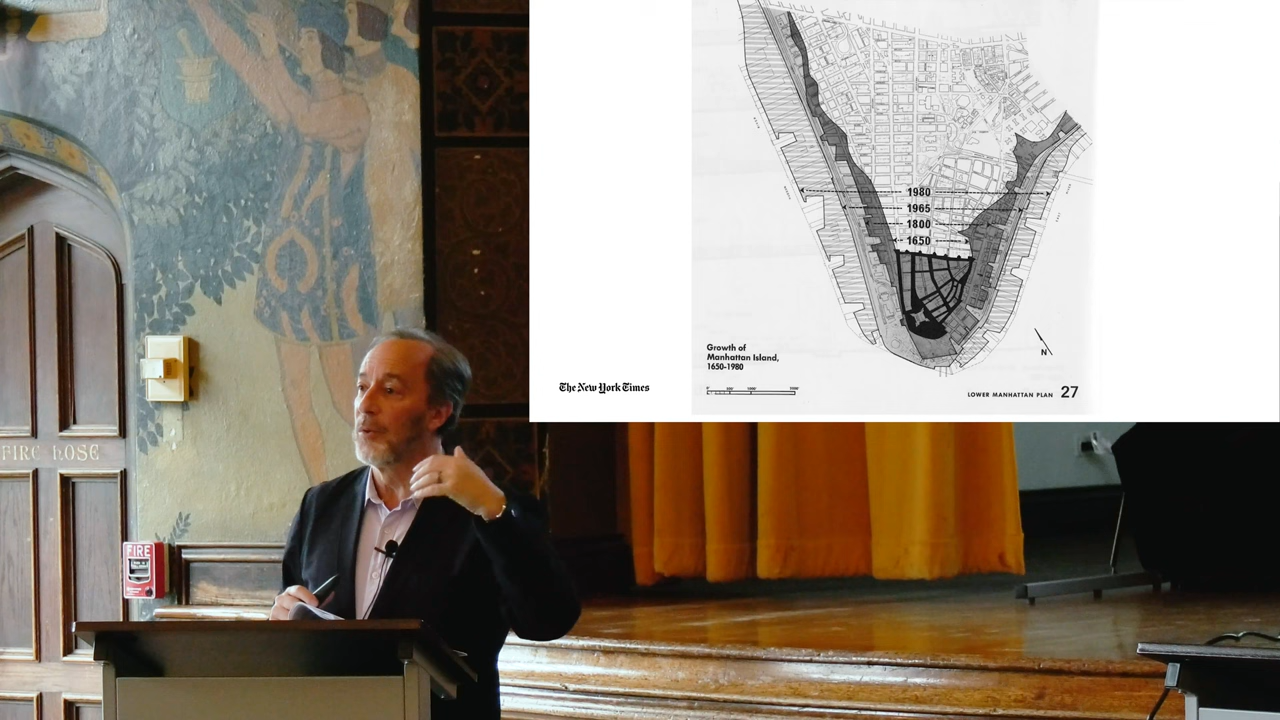 FIRE HOSE
FIRE
1980
1965
1800
1650
Growth of
Manhattan Island,
1650-1980
N
The New York Times
LOWER MANHATTAN PLAN 27